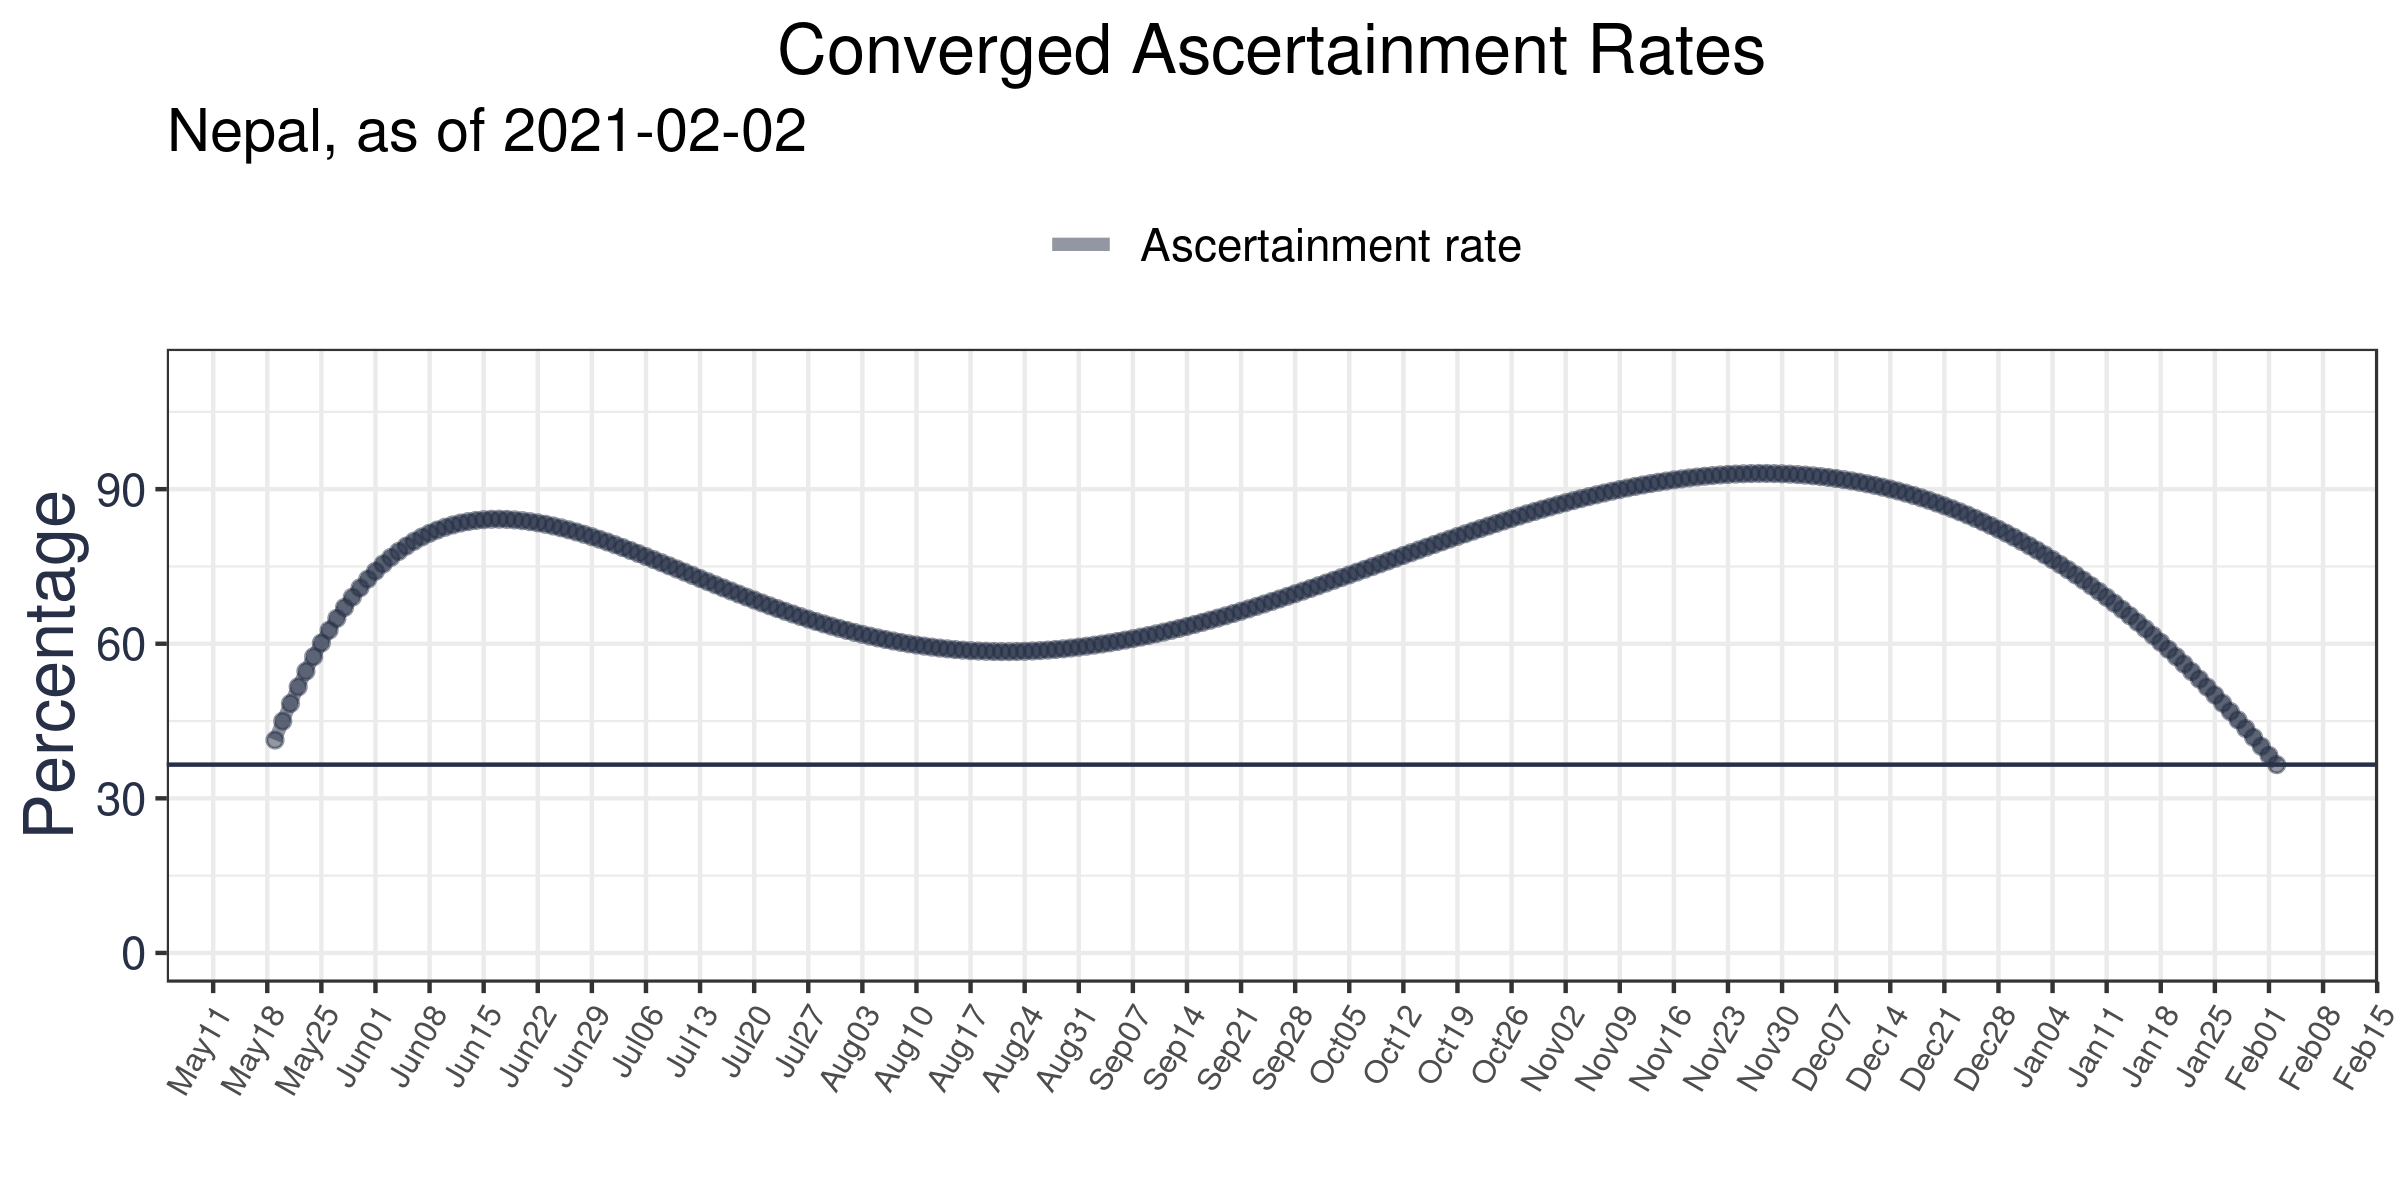 Converged Ascertainment Rates
Nepal, as of 2021-02-02
Ascertainment rate
Percentage
90
60
30
0
May11
May18
May25
Jun01
Jun08
Jun15
Jun22
Jun29
Jul06
Jul13
Jul20
Jul27
Aug03
Aug10
Aug17
Aug24
Aug31
Sep07
Sep14
Sep21
Sep28
Oct05
Oct12
Oct19
Oct26
Nov02
Nov09
Nov16
Nov23
Nov30
Dec07
Dec14
Dec21
Dec28
Jan04
Jan11
Jan18
Jan25
Feb01
Feb08
Feb15